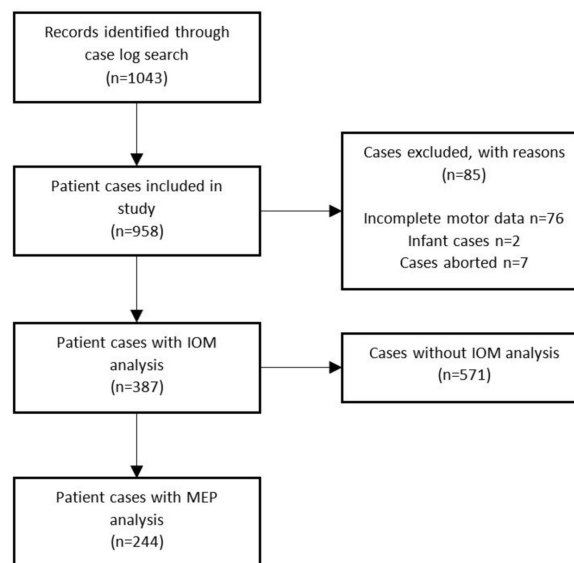 Records identified through
case log search
(n=1043)
Patient cases included in
study
(n=958)
Cases excluded, with reasons
(n=85)
Incomplete motor data n=76
Infant cases n=2
Cases aborted n=7
Patient cases with IOM
analysis
(n=387)
Cases without IOM analysis
(n=571)
Patient cases with MEP
analysis
(n=244)